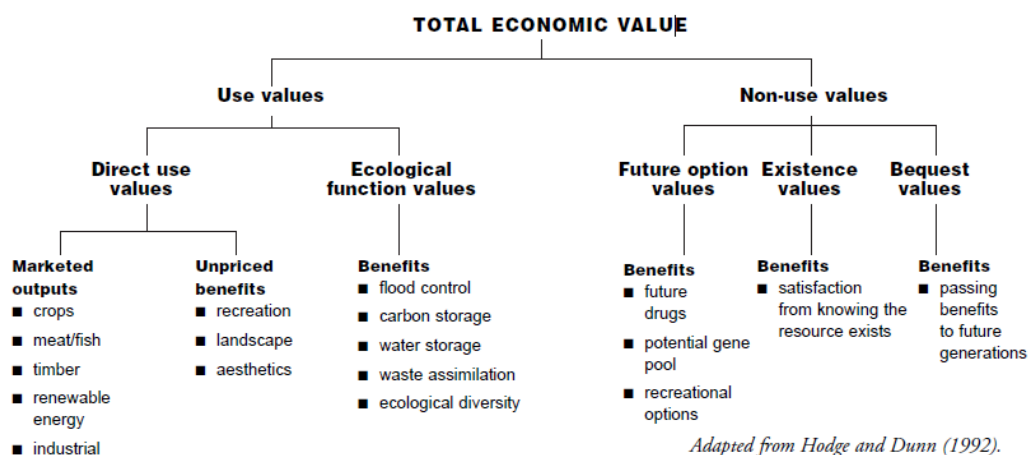 TOTAL ECONOMIC VALUE
Use values
Non-use values
Direct use
values
Ecological
function values
Future option
values
Existence
values
Bequest
values
Marketed
outputs
■ crops
■ meat/fish
■ timber
■ renewable
energy
■ industrial
Unpriced
benefits
■ recreation
■ landscape
■ aesthetics
Benefits
■ flood control
■ carbon storage
■ water storage
■ waste assimilation
■ ecological diversity
Benefits
■ future
drugs
■ potential gene
pool
■ recreational
options
Benefits
■ satisfaction
from knowing the
resource exists
Benefits
■ passing
benefits
to future
generations
Adapted from Hodge and Dunn (1992).